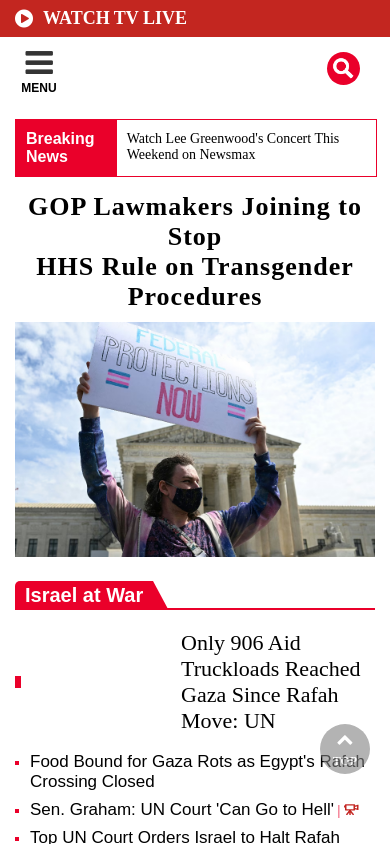 WATCH TV LIVE
MENU
Breaking
News
Watch Lee Greenwood's Concert This
Weekend on Newsmax
GOP Lawmakers Joining to
Stop
HHS Rule on Transgender
Procedures
FEDERAL
PROTECTIONS
NOW
Israel at War
Only 906 Aid
Truckloads Reached
Gaza Since Rafah
Move: UN
Food Bound for Gaza Rots as Egypt's Rafah
Crossing Closed
Sen. Graham: UN Court 'Can Go to Hell' |
Top UN Court Orders Israel to Halt Rafah